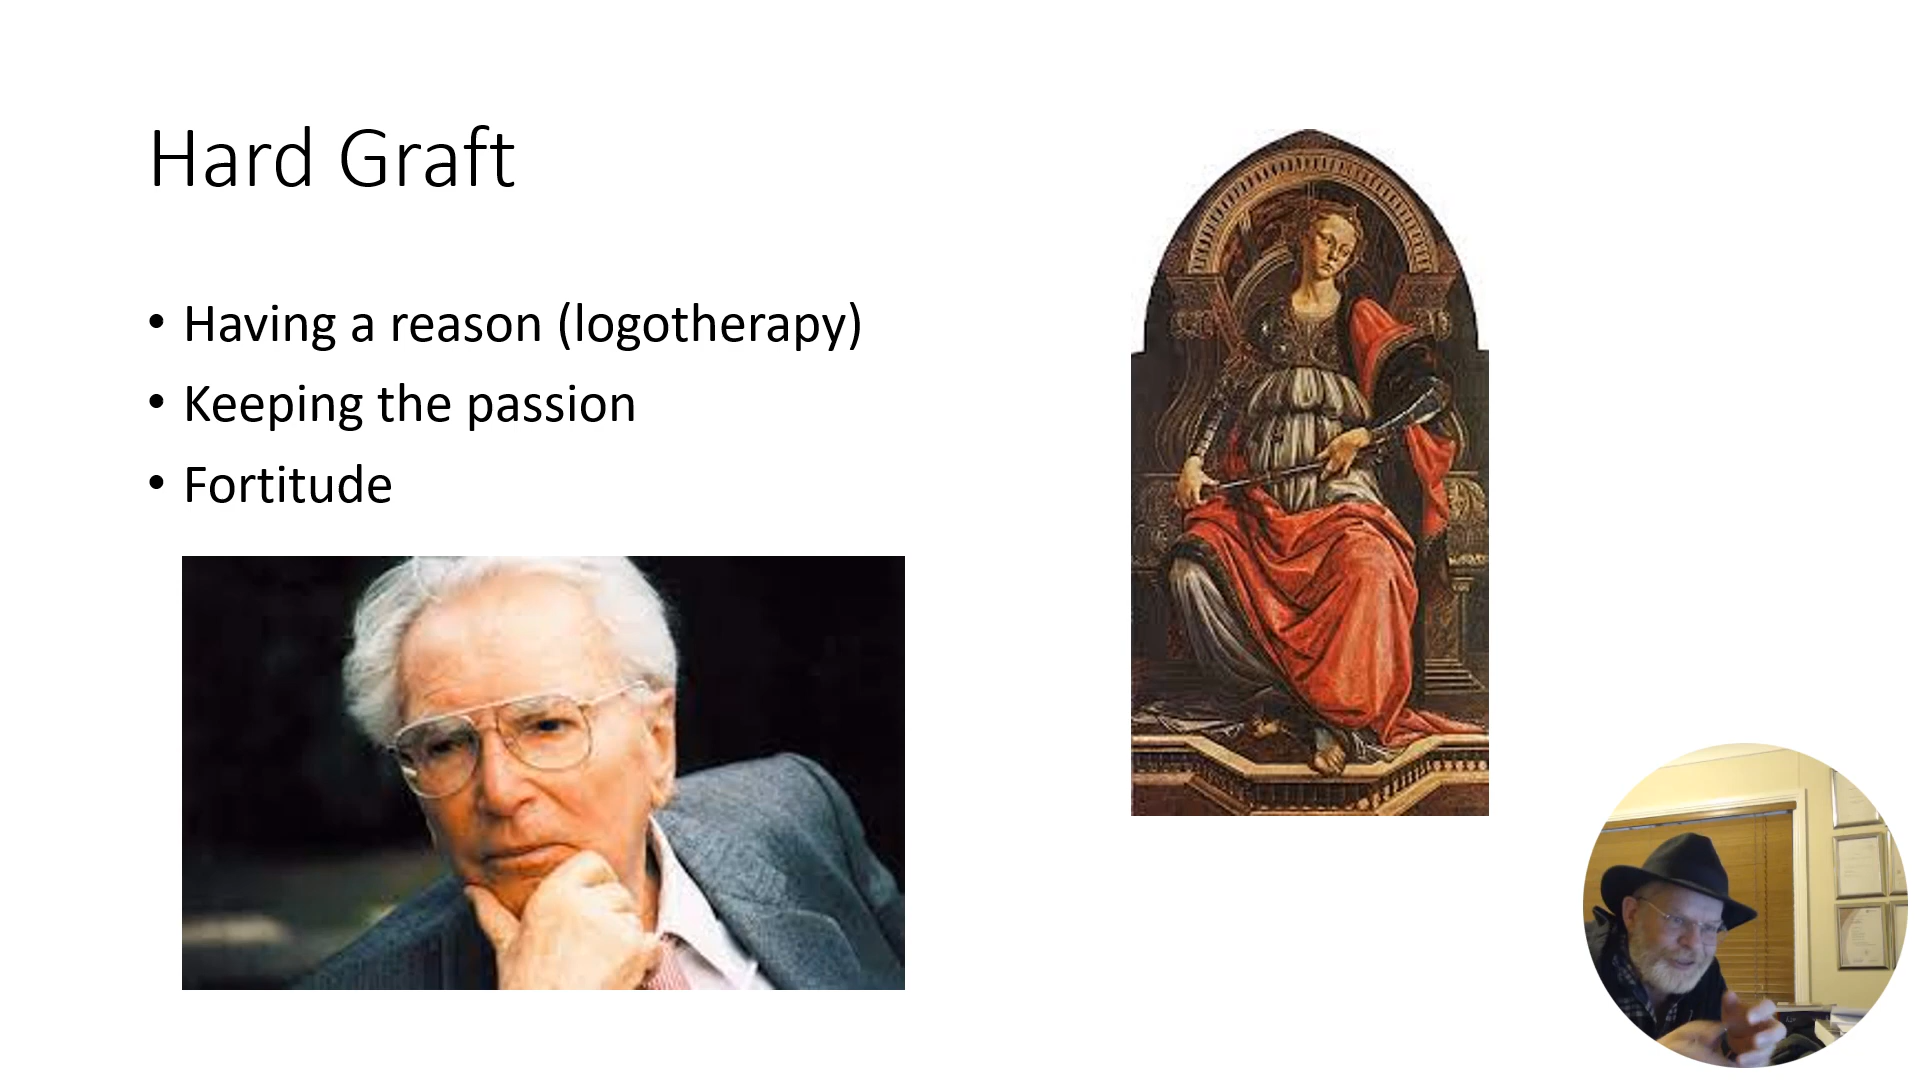 Hard Graft
• Having a reason (logotherapy)
• Keeping the passion
• Fortitude